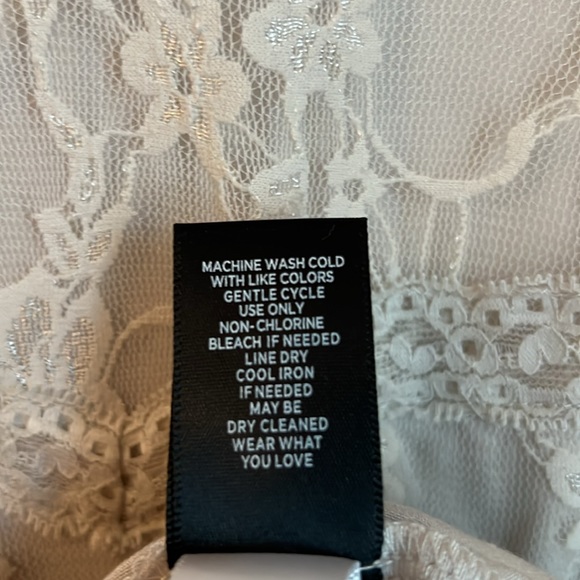 MACHINE WASH COLD
WITH LIKE COLORS
GENTLE CYCLE
USE ONLY
NON-CHLORINE
BLEACH IF NEEDED
LINE DRY
COOL IRON
IF NEEDED
MAY BE
DRY CLEANED
WEAR WHAT
YOU LOVE